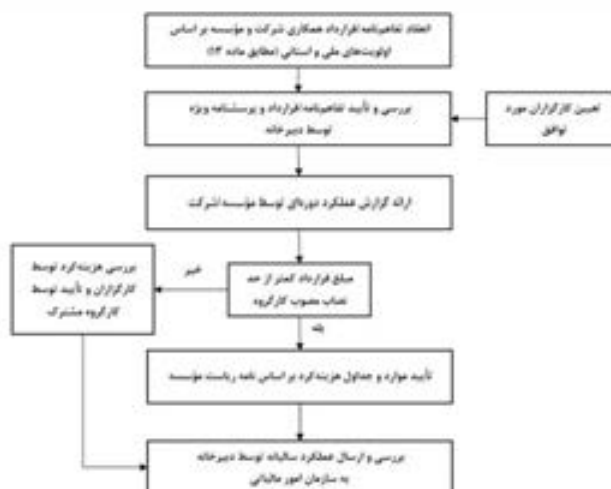 انعقاد تفاهم‌نامه/قرارداد همکاری شرکت و مؤسسه بر اساس
اولویت‌های ملی و استانی (مطابق ماده ۱۳)
بررسی و تأیید تفاهم‌نامه/قرارداد و پرسشنامه ویژه
توسط دبیرخانه
تعیین کارگزاران مورد
توافق
ارائه گزارش عملکرد دوره‌ای توسط مؤسسه/شرکت
مبلغ قرارداد کمتر از حد
نصاب مصوب کارگروه
خیر
بررسی هزینه‌کرد توسط
کارگزاران و تأیید توسط
کارگروه مشترک
بله
تأیید موارد و جداول هزینه‌کرد بر اساس نامه ریاست مؤسسه
بررسی و ارسال عملکرد سالیانه توسط دبیرخانه
به سازمان امور مالیاتی